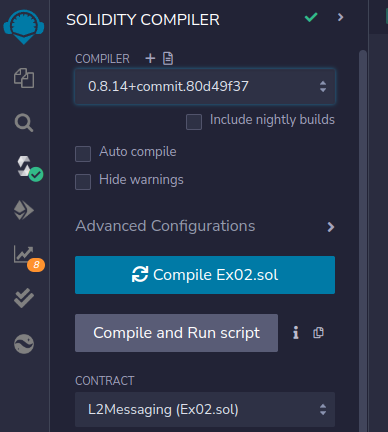 SOLIDITY COMPILER
COMPILER
0.8.14+commit.80d49f37
Include nightly builds
Auto compile
Hide warnings
Advanced Configurations
8
Compile Ex02.sol
Compile and Run script
CONTRACT
L2Messaging (Ex02.sol)